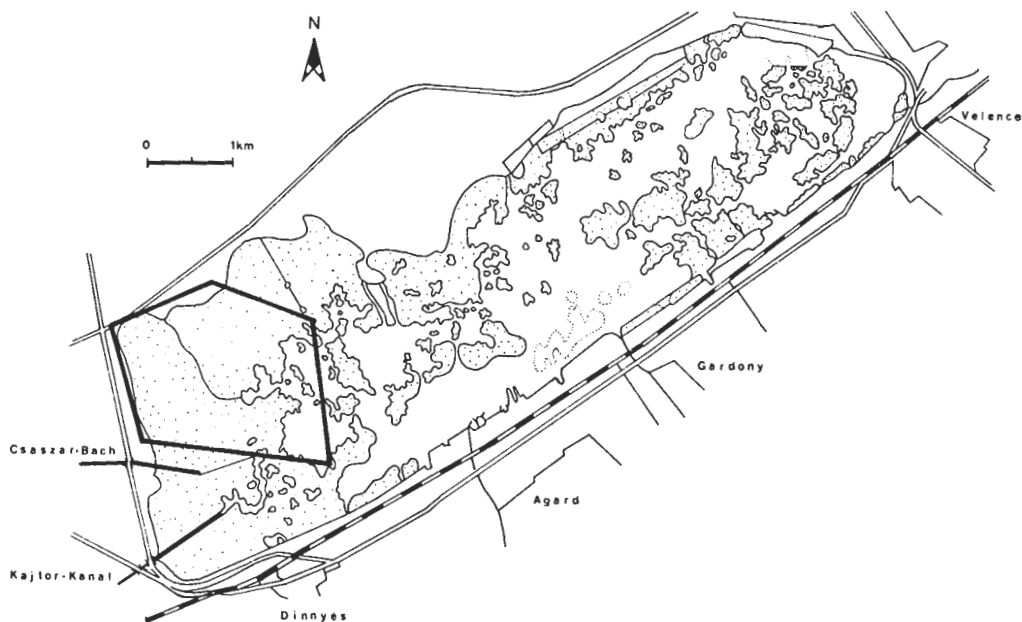 N
0 1km
Velence
Gardony
Csaszar-Bach
Agard
Kajtor-Kanal
Dinnyes